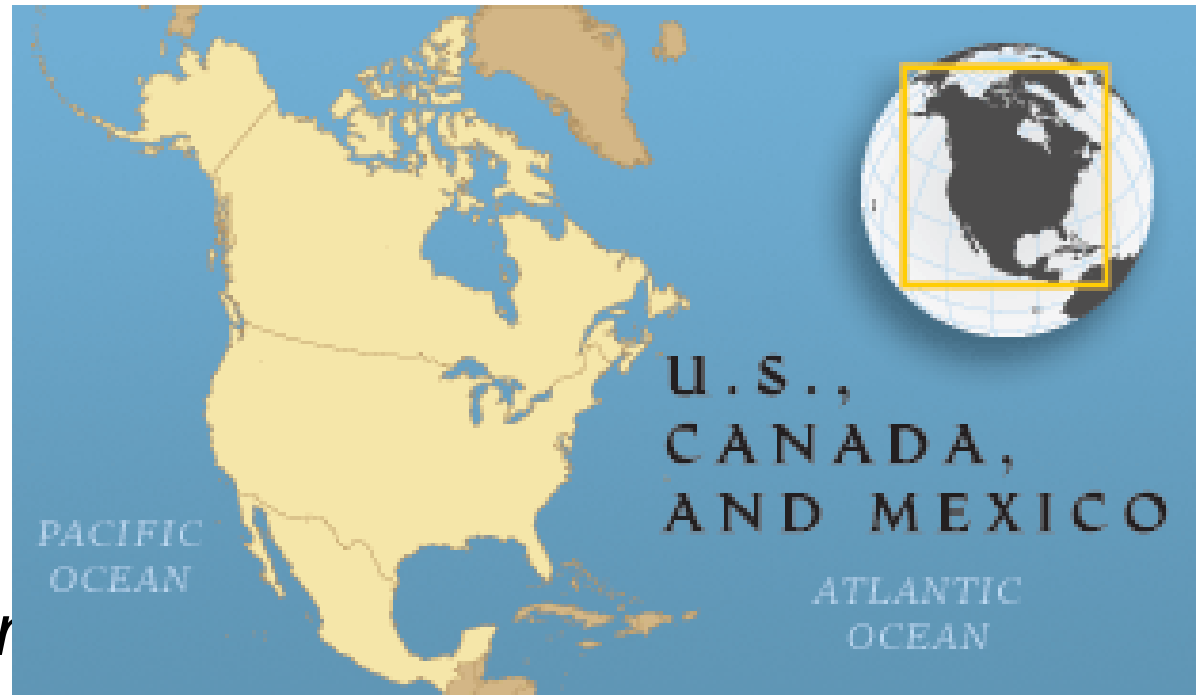 U.S.,
CANADA,
AND MEXICO
PACIFIC
OCEAN
ATLANTIC
OCEAN